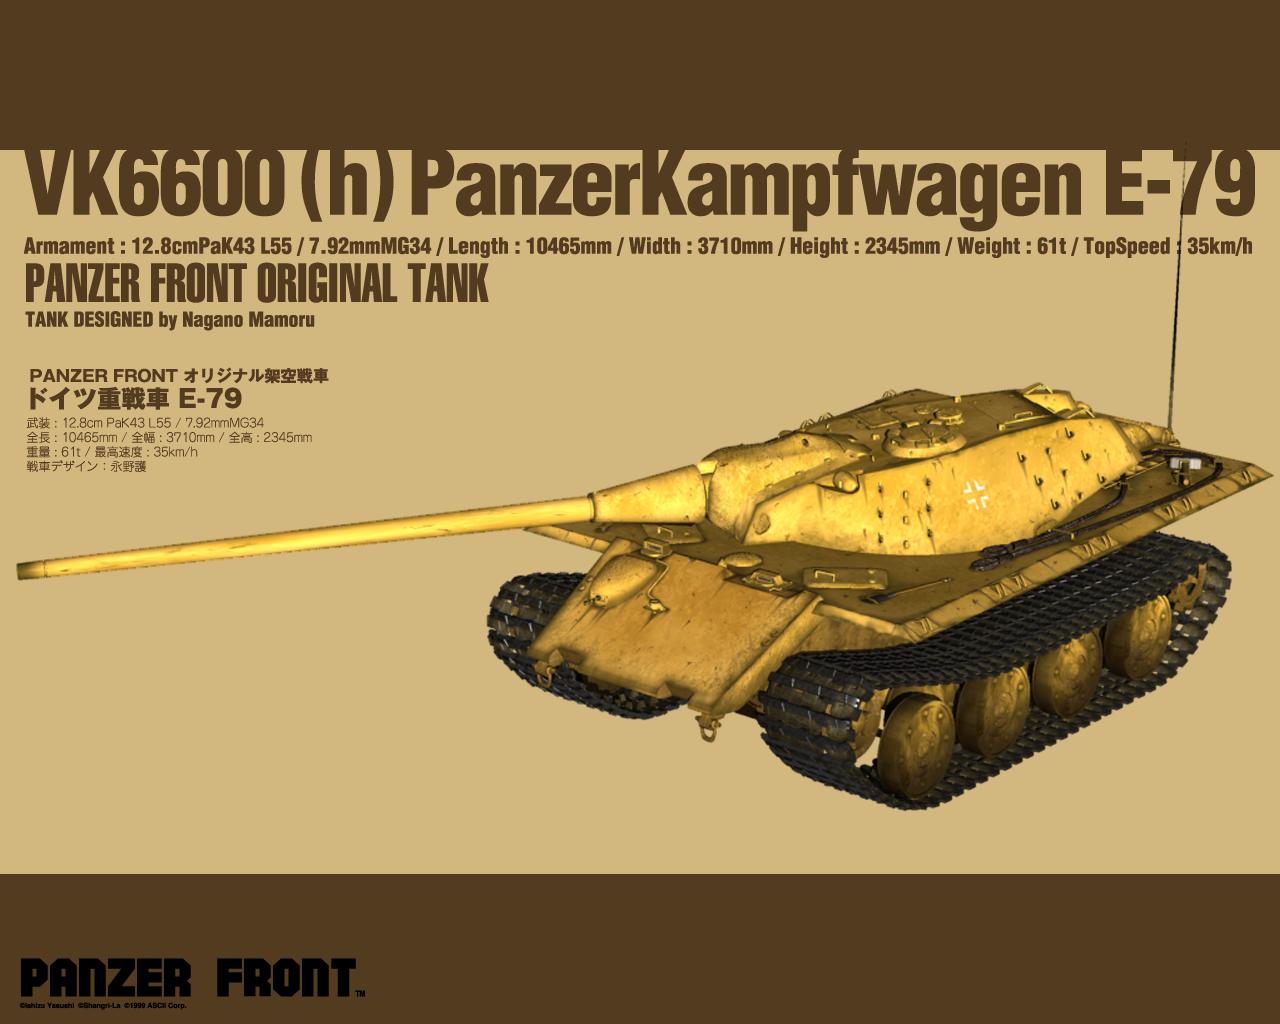 VK6600 (h) PanzerKampfwagen E-79
Armament : 12.8cmPaK43 L55 / 7.92mmMG34 / Length : 10465mm / Width : 3710mm / Height : 2345mm / Weight : 61t / TopSpeed : 35km/h
PANZER FRONT ORIGINAL TANK
TANK DESIGNED by Nagano Mamoru
PANZER FRONT オリジナル架空戦車
ドイツ重戦車 E-79
武装 : 12.8cm PaK43 L55 / 7.92mmMG34
全長 : 10465mm / 全幅 : 3710mm / 全高 : 2345mm
重量 : 61t / 最高速度 : 35km/h
戦車デザイン : 永野護
PANZER FRONT™
©Ishizu Yasushi ©Shangri-La ©1999 ASCII Corp.